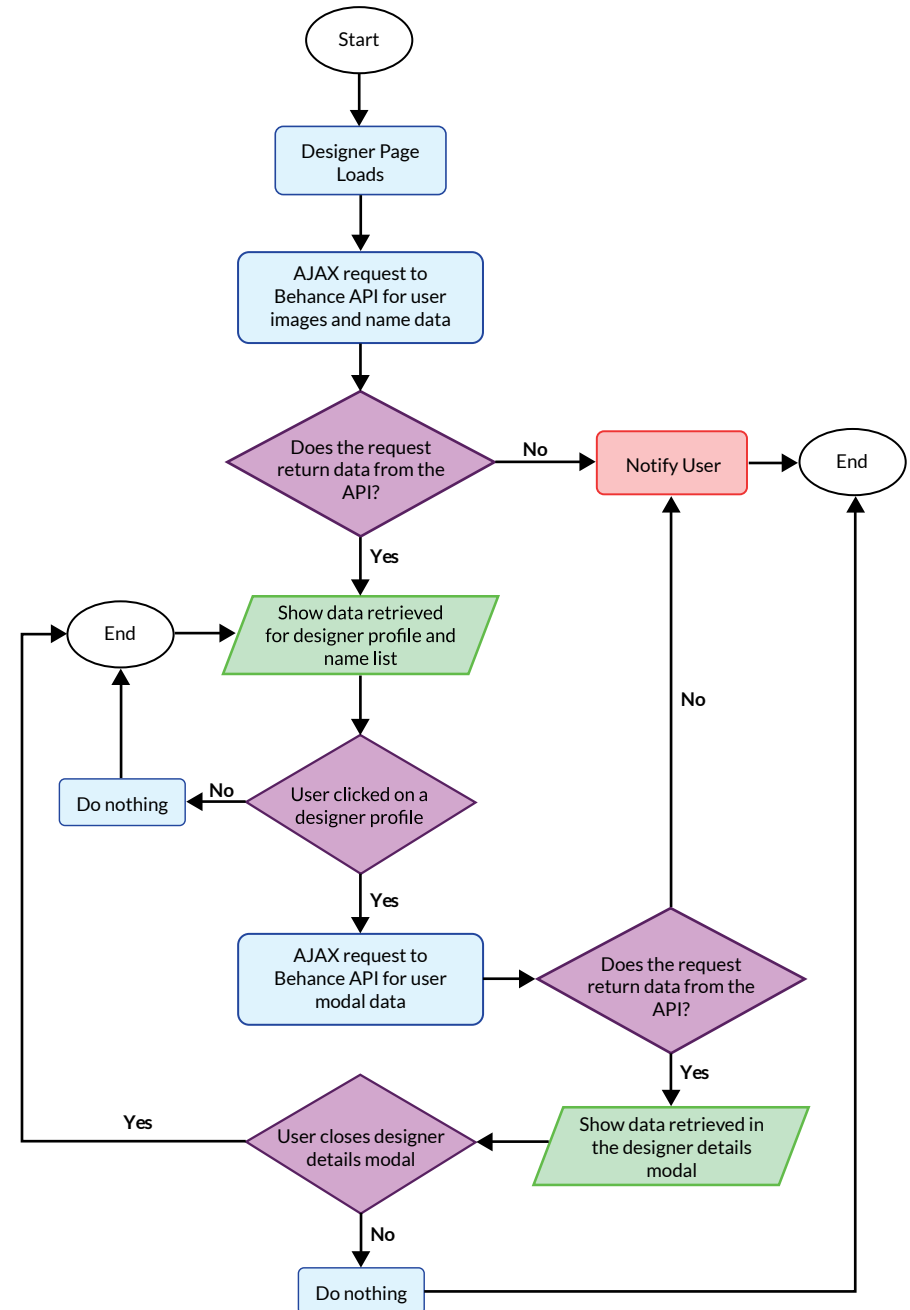 Start
Designer Page
Loads
AJAX request to
Behance API for user
images and name data
Does the request
return data from the
API?
No
Notify User
End
Yes
Show data retrieved
for designer profile and
name list
End
No
User clicked on a
designer profile
No
Do nothing
Yes
AJAX request to
Behance API for user
modal data
Does the request
return data from the
API?
Yes
Show data retrieved in
the designer details
modal
User closes designer
details modal
Yes
No
Do nothing